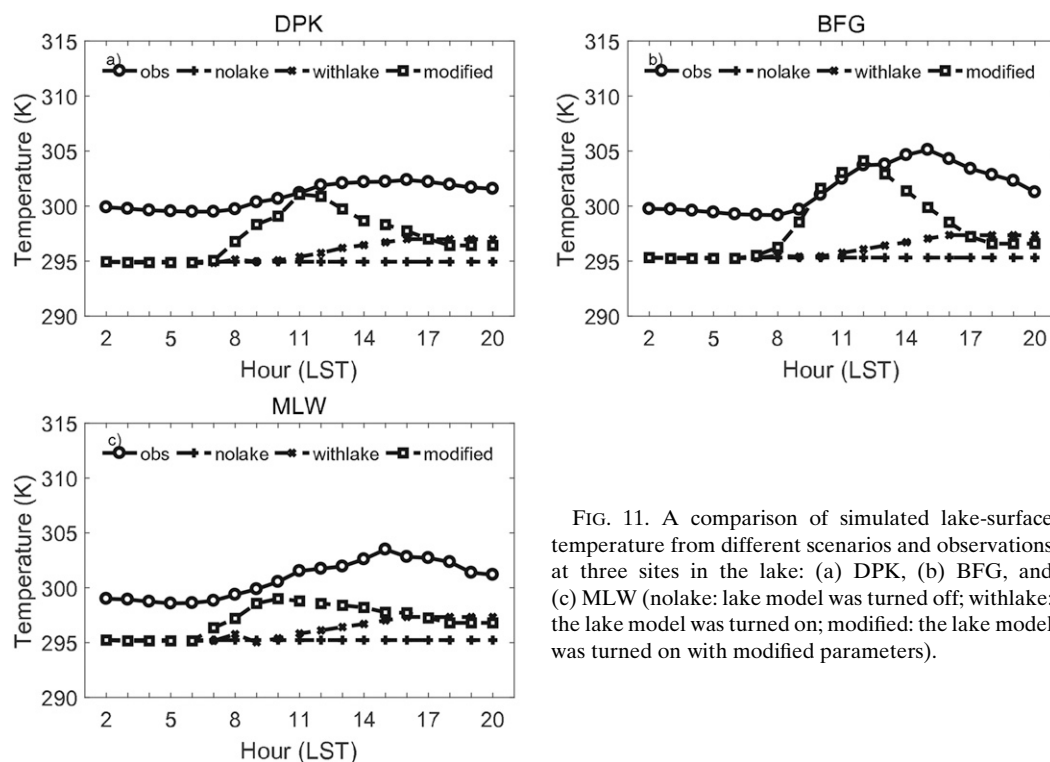 DPK
a)
obs nolake withlake modified
315
310
305
300
295
290
Temperature (K)
2 5 8 11 14 17 20
Hour (LST)
BFG
b)
obs nolake withlake modified
315
310
305
300
295
290
Temperature (K)
2 5 8 11 14 17 20
Hour (LST)
MLW
c)
obs nolake withlake modified
315
310
305
300
295
290
Temperature (K)
2 5 8 11 14 17 20
Hour (LST)
FIG. 11. A comparison of simulated lake-surface
temperature from different scenarios and observations
at three sites in the lake: (a) DPK, (b) BFG, and
(c) MLW (nolake: lake model was turned off; withlake:
the lake model was turned on; modified: the lake model
was turned on with modified parameters).